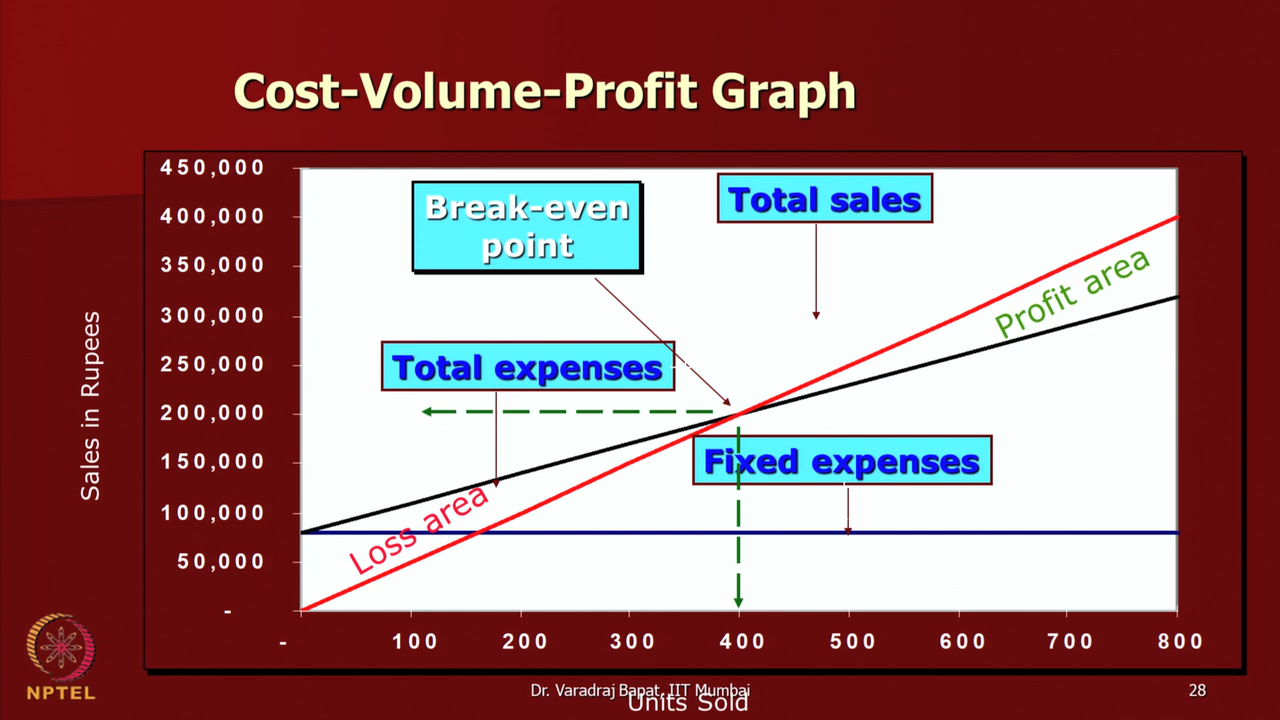 Cost-Volume-Profit Graph
450,000
400,000
350,000
300,000
250,000
200,000
150,000
100,000
50,000
-
Sales in Rupees
Break-even
point
Total sales
Profit area
Total expenses
Fixed expenses
Loss area
- 100 200 300 400 500 600 700 800
Units Sold
NPTEL
Dr. Varadraj Bapat, IIT Mumbai
28